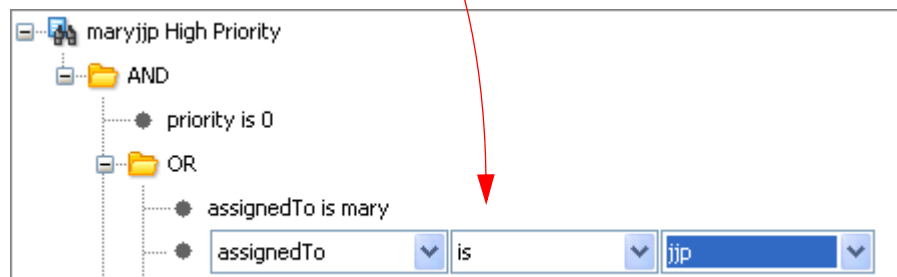 maryjjp High Priority
AND
priority is 0
OR
assignedTo is mary
assignedTo is jjp